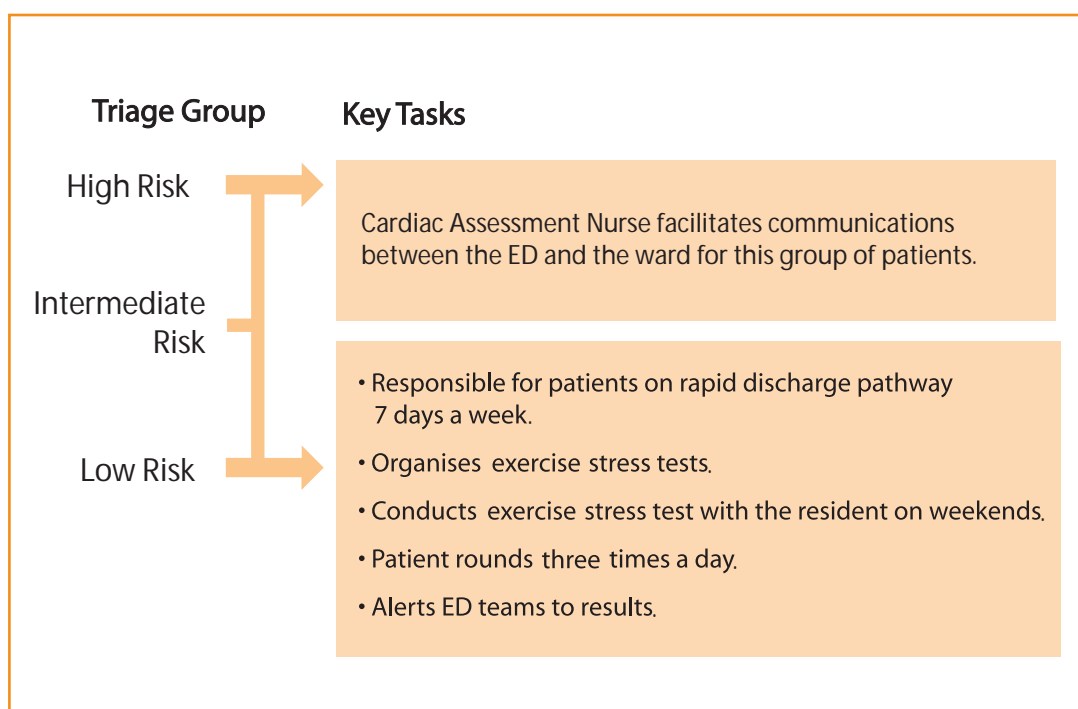 Triage Group
Key Tasks
High Risk
Cardiac Assessment Nurse facilitates communications
between the ED and the ward for this group of patients.
Intermediate
Risk
Low Risk
• Responsible for patients on rapid discharge pathway
7 days a week.
• Organises exercise stress tests.
• Conducts exercise stress test with the resident on weekends.
• Patient rounds three times a day.
• Alerts ED teams to results.